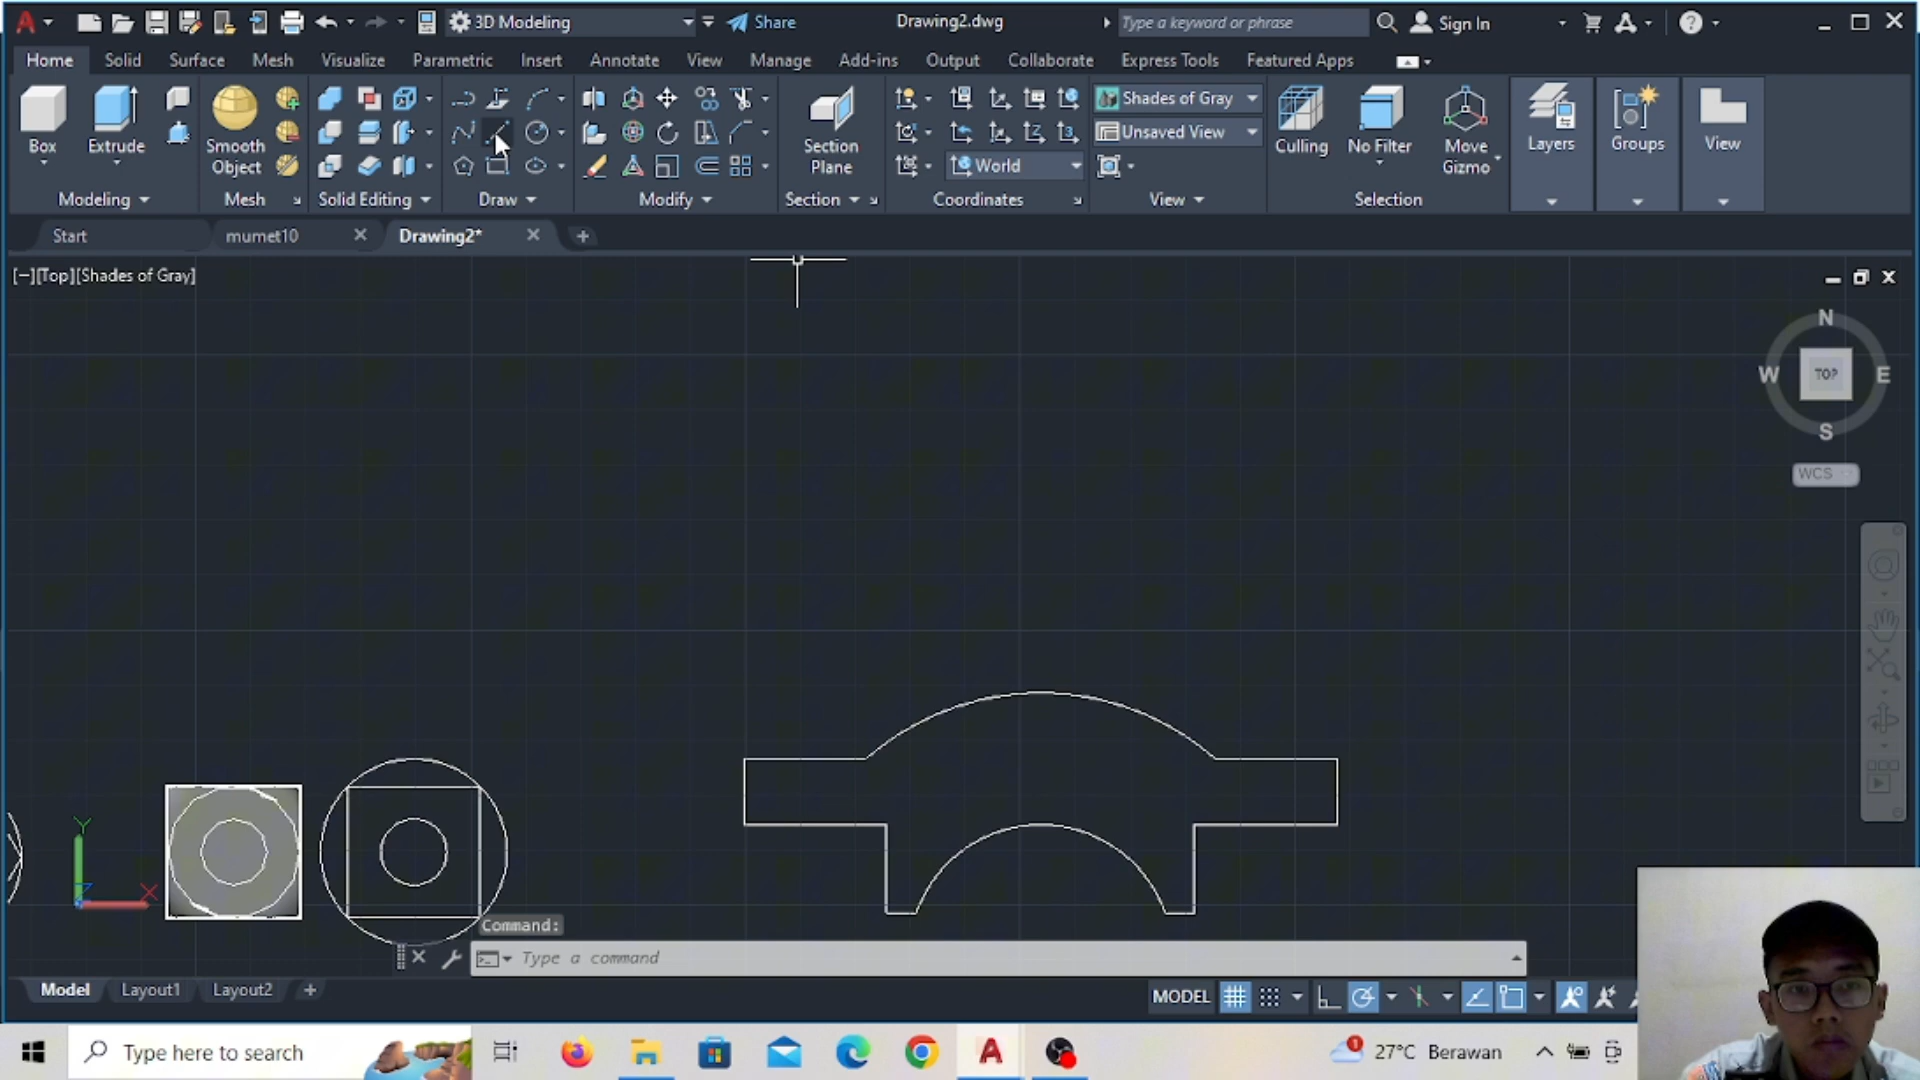 3D Modeling
Share
Drawing2.dwg
Type a keyword or phrase
Sign In
Home
Solid
Surface
Mesh
Visualize
Parametric
Insert
Annotate
View
Manage
Add-ins
Output
Collaborate
Express Tools
Featured Apps
Box
Extrude
Smooth
Object
Section
Plane
Shades of Gray
Unsaved View
World
Culling
No Filter
Move
Gizmo
Layers
Groups
View
Modeling
Mesh
Solid Editing
Draw
Modify
Section
Coordinates
View
Selection
Start
mumet10
Drawing2*
[−][Top][Shades of Gray]
N
W
TOP
E
S
WCS
Y
X
Z
Command:
Type a command
Model
Layout1
Layout2
MODEL
Type here to search
27°C Berawan